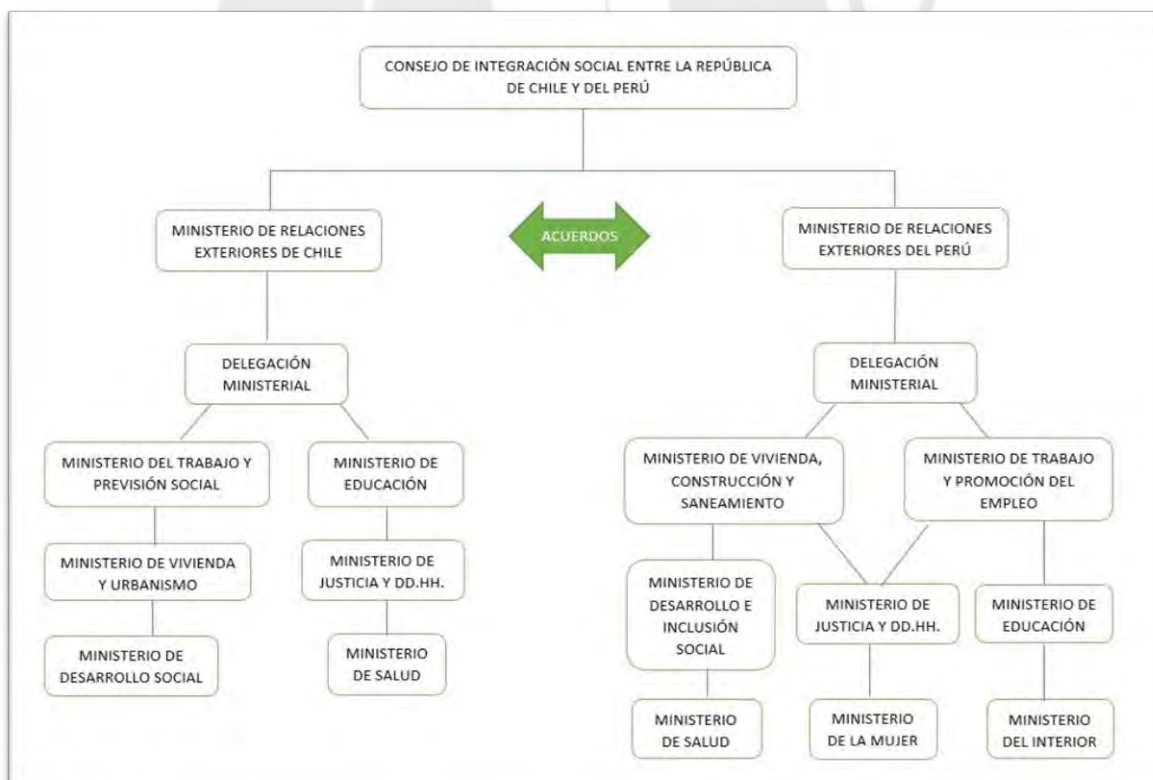 CONSEJO DE INTEGRACIÓN SOCIAL ENTRE LA REPÚBLICA
DE CHILE Y DEL PERÚ
MINISTERIO DE RELACIONES
EXTERIORES DE CHILE
ACUERDOS
MINISTERIO DE RELACIONES
EXTERIORES DEL PERÚ
DELEGACIÓN
MINISTERIAL
DELEGACIÓN
MINISTERIAL
MINISTERIO DEL TRABAJO Y
PREVISIÓN SOCIAL
MINISTERIO DE
EDUCACIÓN
MINISTERIO DE VIVIENDA,
CONSTRUCCIÓN Y
SANEAMIENTO
MINISTERIO DE TRABAJO
Y PROMOCIÓN DEL
EMPLEO
MINISTERIO DE VIVIENDA
Y URBANISMO
MINISTERIO DE
JUSTICIA Y DD.HH.
MINISTERIO DE
DESARROLLO E
INCLUSIÓN
SOCIAL
MINISTERIO DE
JUSTICIA Y DD.HH.
MINISTERIO DE
EDUCACIÓN
MINISTERIO DE
DESARROLLO SOCIAL
MINISTERIO
DE SALUD
MINISTERIO
DE SALUD
MINISTERIO
DE LA MUJER
MINISTERIO
DEL INTERIOR